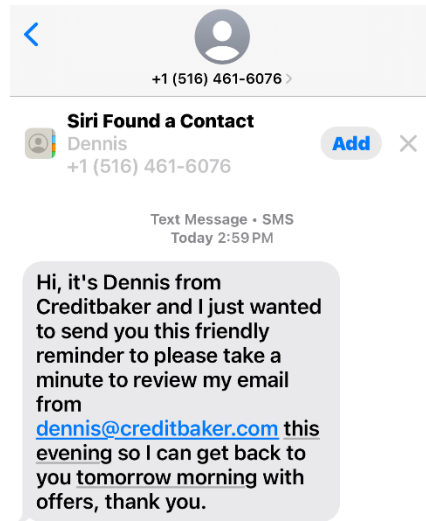 +1 (516) 461-6076
Siri Found a Contact
Dennis
+1 (516) 461-6076
Add
Text Message • SMS
Today 2:59 PM
Hi, it's Dennis from
Creditbaker and I just wanted
to send you this friendly
reminder to please take a
minute to review my email
from
dennis@creditbaker.com this
evening so I can get back to
you tomorrow morning with
offers, thank you.